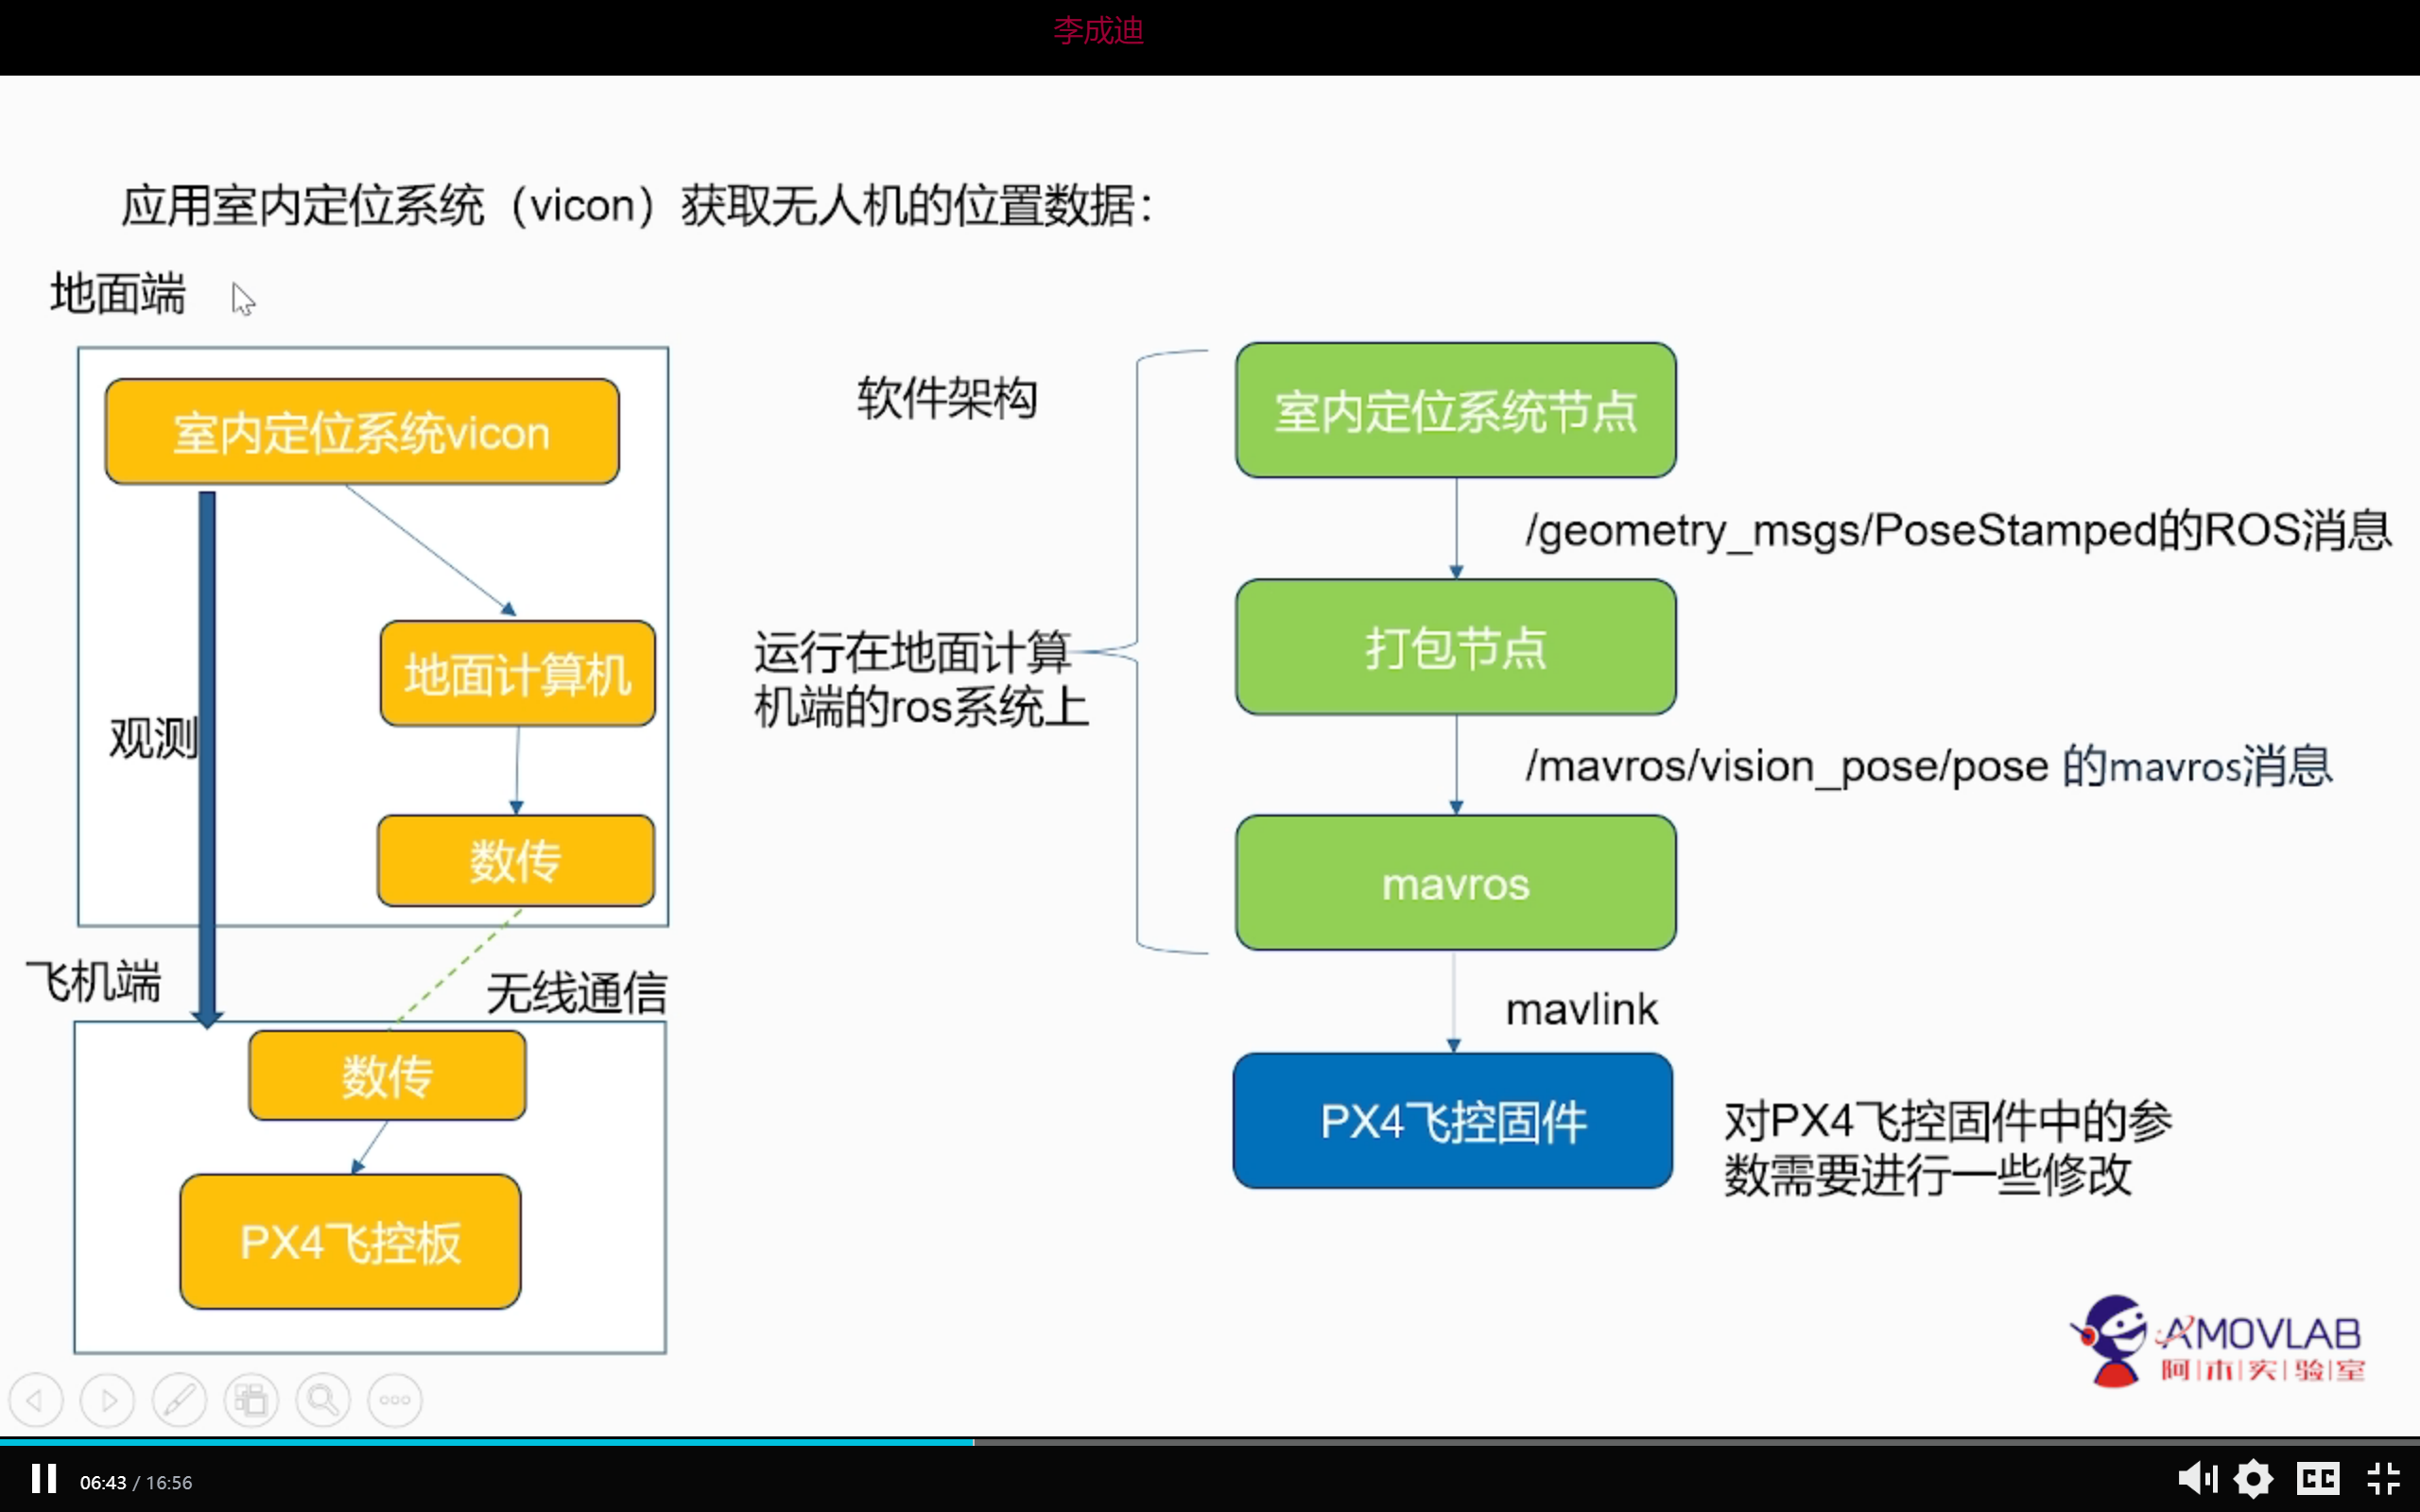 李成迪
应用室内定位系统（vicon）获取无人机的位置数据：
地面端
室内定位系统vicon
地面计算机
观测
数传
飞机端
无线通信
数传
PX4飞控板
软件架构
运行在地面计算
机端的ros系统上
室内定位系统节点
/geometry_msgs/PoseStamped的ROS消息
打包节点
/mavros/vision_pose/pose 的mavros消息
mavros
mavlink
PX4飞控固件
对PX4飞控固件中的参
数需要进行一些修改
AMOVLAB
阿|木|实|验|室
06:43 / 16:56
CC